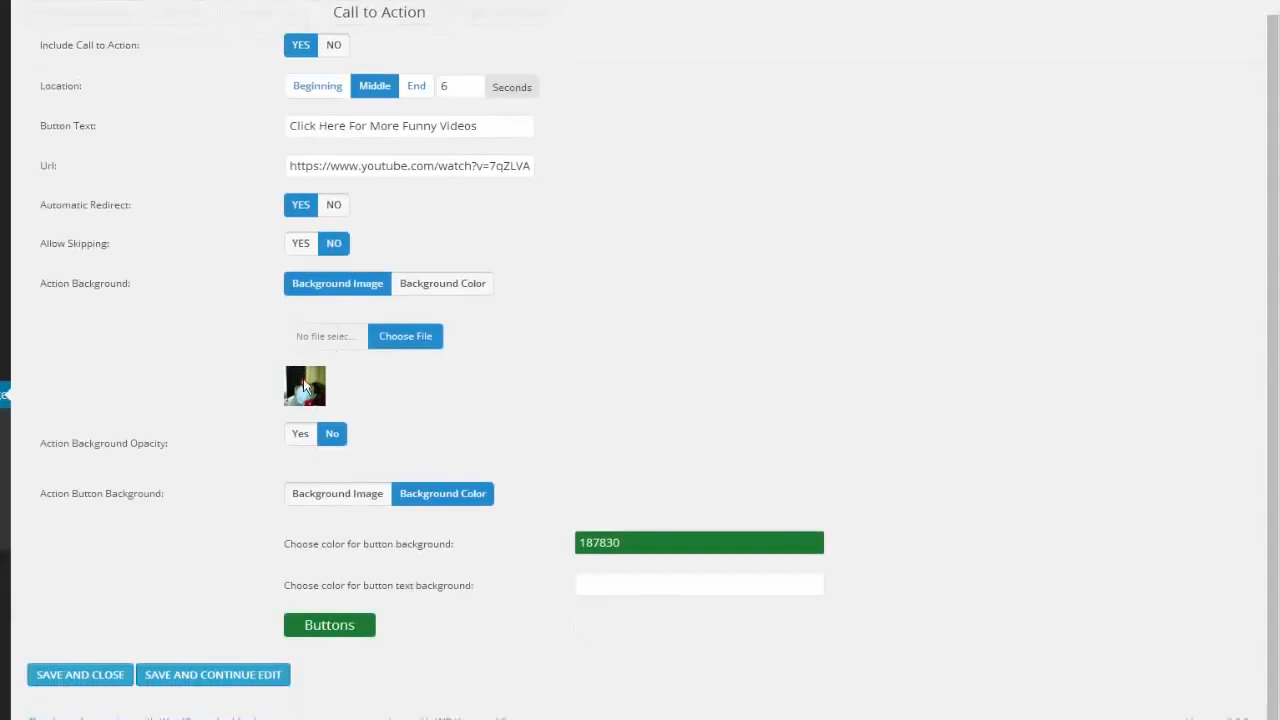 Call to Action
Include Call to Action: YES NO
Location: Beginning Middle End 6 Seconds
Button Text: Click Here For More Funny Videos
Url: https://www.youtube.com/watch?v=7qZLVA
Automatic Redirect: YES NO
Allow Skipping: YES NO
Action Background: Background Image Background Color
No file selec... Choose File
Action Background Opacity: Yes No
Action Button Background: Background Image Background Color
Choose color for button background: 187830
Choose color for button text background:
Buttons
SAVE AND CLOSE SAVE AND CONTINUE EDIT